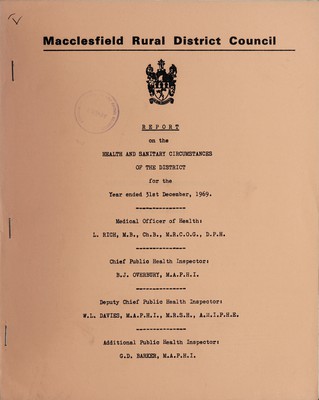 Macclesfield Rural District Council
REPORT
on the
HEALTH AND SANITARY CIRCUMSTANCES
OF THE DISTRICT
for the
Year ended 31st December, 1969.
Medical Officer of Health:
L. RICH, M.B., Ch.B., M.R.C.O.G., D.P.H.
Chief Public Health Inspector:
B.J. OVERBURY, M.A.P.H.I.
Deputy Chief Public Health Inspector:
W.L. DAVIES, M.A.P.H.I., M.R.S.H., A.M.I.P.H.E.
Additional Public Health Inspector:
G.D. BARKER, M.A.P.H.I.